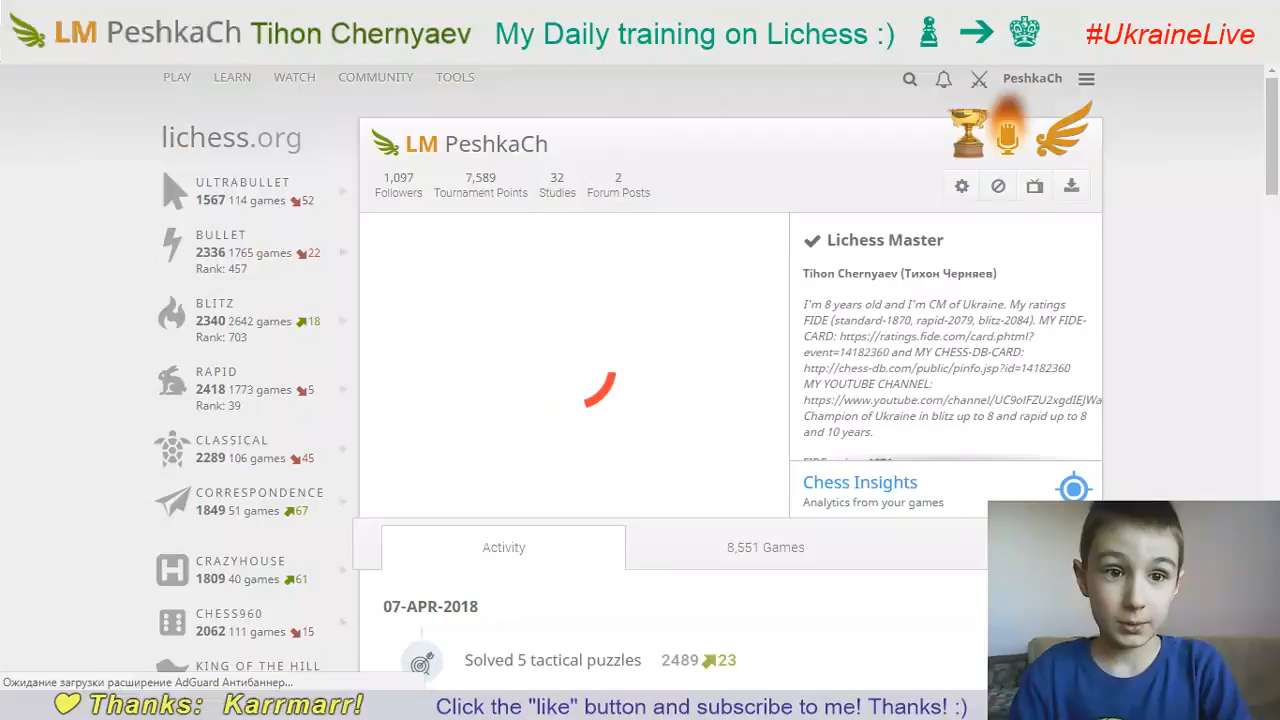 LM PeshkaCh Tihon Chernyaev My Daily training on Lichess :) #UkraineLive
PLAY LEARN WATCH COMMUNITY TOOLS PeshkaCh
lichess.org
ULTRABULLET
1567 114 games 52
BULLET
2336 1765 games 22
Rank: 457
BLITZ
2340 2642 games 18
Rank: 703
RAPID
2418 1773 games 5
Rank: 39
CLASSICAL
2289 106 games 45
CORRESPONDENCE
1849 51 games 67
CRAZYHOUSE
1809 40 games 61
CHESS960
2062 111 games 15
KING OF THE HILL
LM PeshkaCh
1,097 7,589 32 2
Followers Tournament Points Studies Forum Posts
Lichess Master
Tihon Chernyaev (Тихон Черняев)
I'm 8 years old and I'm CM of Ukraine. My ratings
FIDE (standard-1870, rapid-2079, blitz-2084). MY FIDE-
CARD: https://ratings.fide.com/card.phtml?
event=14182360 and MY CHESS-DB-CARD:
http://chess-db.com/public/pinfo.jsp?id=14182360
MY YOUTUBE CHANNEL:
https://www.youtube.com/channel/UC9olFZU2xgdIEJWa
Champion of Ukraine in blitz up to 8 and rapid up to 8
and 10 years.
Chess Insights
Analytics from your games
Activity 8,551 Games
07-APR-2018
Solved 5 tactical puzzles 2489 23
Ожидание загрузки расширение AdGuard Антибаннер...
Thanks: Karrmarr! Click the "like" button and subscribe to me! Thanks! :)